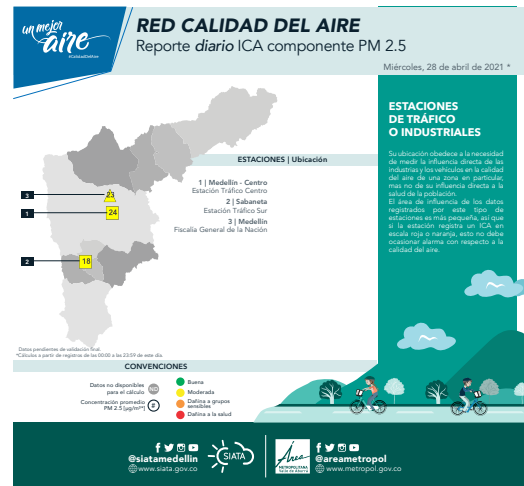 un mejor
aire
#CalidadDelAire
RED CALIDAD DEL AIRE
Reporte diario ICA componente PM 2.5
Miércoles, 28 de abril de 2021 *
ESTACIONES | Ubicación
1 | Medellín - Centro
Estación Tráfico Centro
2 | Sabaneta
Estación Tráfico Sur
3 | Medellín
Fiscalía General de la Nación
3
23
1
24
2
18
ESTACIONES
DE TRÁFICO
O INDUSTRIALES
Su ubicación obedece a la necesidad
de medir la influencia directa de las
industrias y los vehículos en la calidad
del aire de una zona en particular,
mas no de su influencia directa a la
salud de la población.
El área de influencia de los datos
registrados por este tipo de
estaciones es más pequeña, así que
si la estación registra un ICA en
escala roja o naranja, esto no debe
ocasionar alarma con respecto a la
calidad del aire.
Datos pendientes de validación final.
*Cálculos a partir de registros de las 00:00 a las 23:59 de este día.
CONVENCIONES
Datos no disponibles
para el cálculo
ND
Concentración promedio
PM 2.5 [µg/m³*]
#
Buena
Moderada
Dañina a grupos
sensibles
Dañina a la salud
@siatamedellin
www.siata.gov.co
SIATA
Área
METROPOLITANA
Valle de Aburrá
@areametropol
www.metropol.gov.co